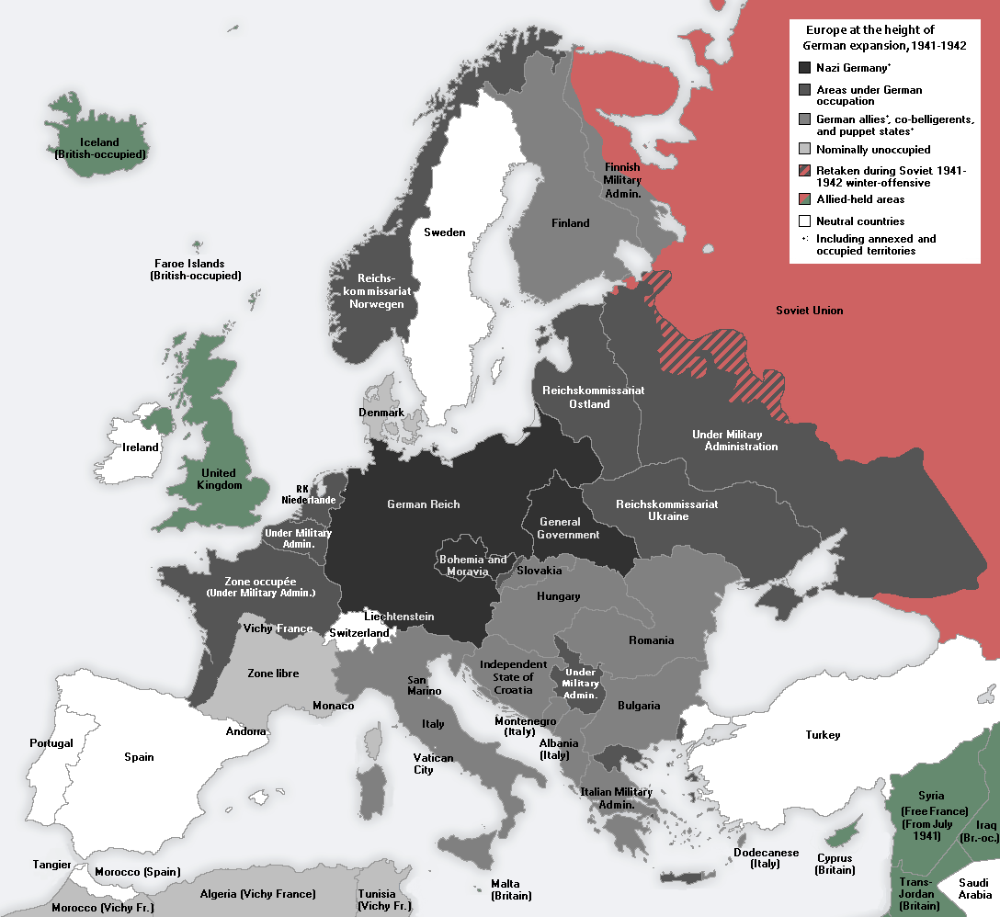 Europe at the height of
German expansion, 1941-1942
Nazi Germany⁺
Areas under German
occupation
German allies⁺, co-belligerents,
and puppet states⁺
Nominally unoccupied
Retaken during Soviet 1941-
1942 winter-offensive
Allied-held areas
Neutral countries
⁺: Including annexed and
occupied territories
Iceland
(British-occupied)
Faroe Islands
(British-occupied)
Finnish
Military
Admin.
Finland
Sweden
Reichs-
kommissariat
Norwegen
Soviet Union
Reichskommissariat
Ostland
Denmark
Under Military
Administration
Ireland
United
Kingdom
RK
Niederlande
German Reich
Reichskommissariat
Ukraine
General
Government
Under Military
Admin.
Bohemia and
Moravia
Slovakia
Zone occupée
(Under Military Admin.)
Hungary
Liechtenstein
Vichy France
Switzerland
Romania
Zone libre
Independent
State of
Croatia
Under
Military
Admin.
San
Marino
Monaco
Bulgaria
Italy
Montenegro
(Italy)
Andorra
Turkey
Portugal
Spain
Albania
(Italy)
Vatican
City
Italian Military
Admin.
Syria
(Free France)
(From July
1941)
Iraq
(Br.-oc.)
Dodecanese
(Italy)
Cyprus
(Britain)
Tangier
Morocco (Spain)
Malta
(Britain)
Trans-
Jordan
(Britain)
Saudi
Arabia
Algeria (Vichy France)
Tunisia
(Vichy Fr.)
Morocco (Vichy Fr.)